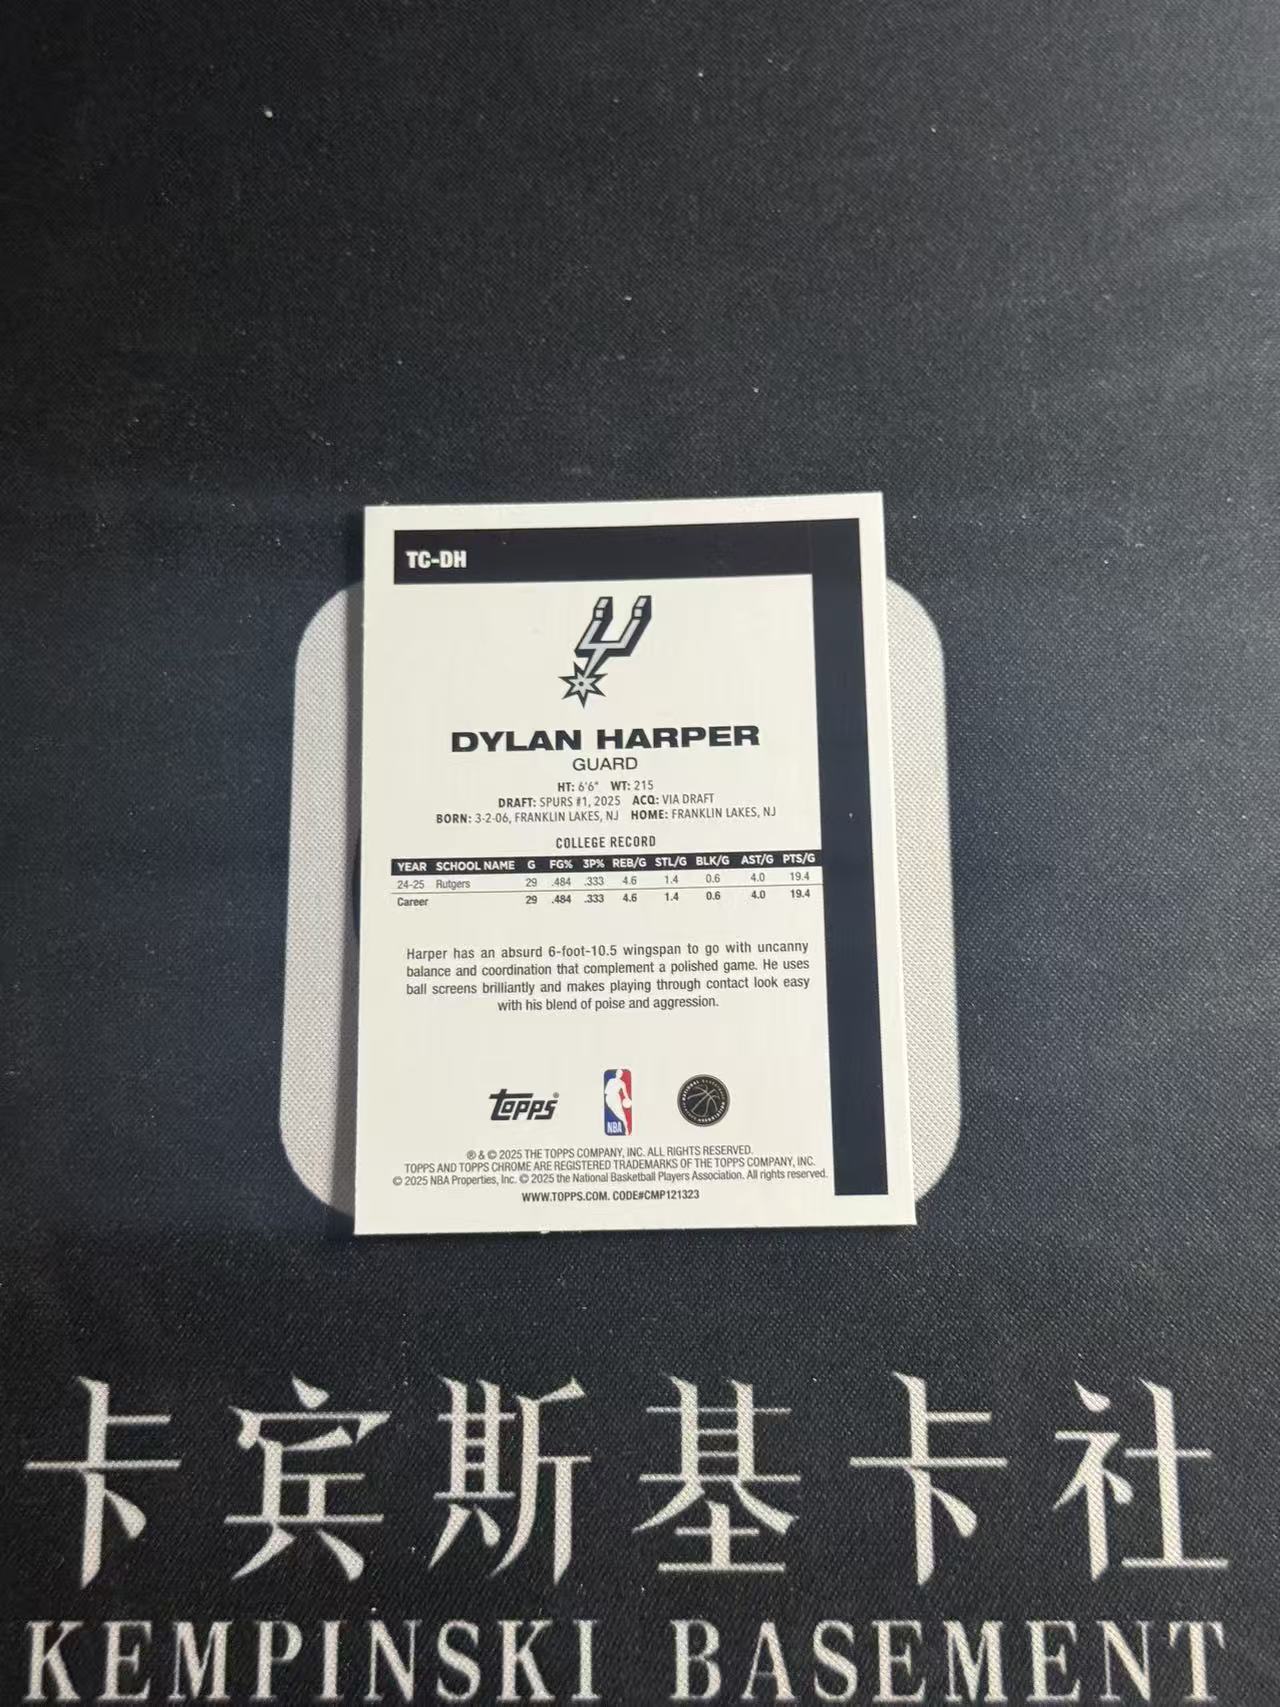 TC-DH
DYLAN HARPER
GUARD
HT: 6'6" WT: 215
DRAFT: SPURS #1, 2025 ACQ: VIA DRAFT
BORN: 3-2-06, FRANKLIN LAKES, NJ HOME: FRANKLIN LAKES, NJ
COLLEGE RECORD
YEAR SCHOOL NAME G FG% 3P% REB/G STL/G BLK/G AST/G PTS/G
24-25 Rutgers 29 .484 .333 4.6 1.4 0.6 4.0 19.4
Career 29 .484 .333 4.6 1.4 0.6 4.0 19.4
Harper has an absurd 6-foot-10.5 wingspan to go with uncanny
balance and coordination that complement a polished game. He uses
ball screens brilliantly and makes playing through contact look easy
with his blend of poise and aggression.
topps®
NBA
® & © 2025 THE TOPPS COMPANY, INC. ALL RIGHTS RESERVED.
TOPPS AND TOPPS CHROME ARE REGISTERED TRADEMARKS OF THE TOPPS COMPANY, INC.
© 2025 NBA Properties, Inc. © 2025 the National Basketball Players Association. All rights reserved.
WWW.TOPPS.COM. CODE#CMP121323
卡宾斯基卡社
KEMPINSKI BASEMENT